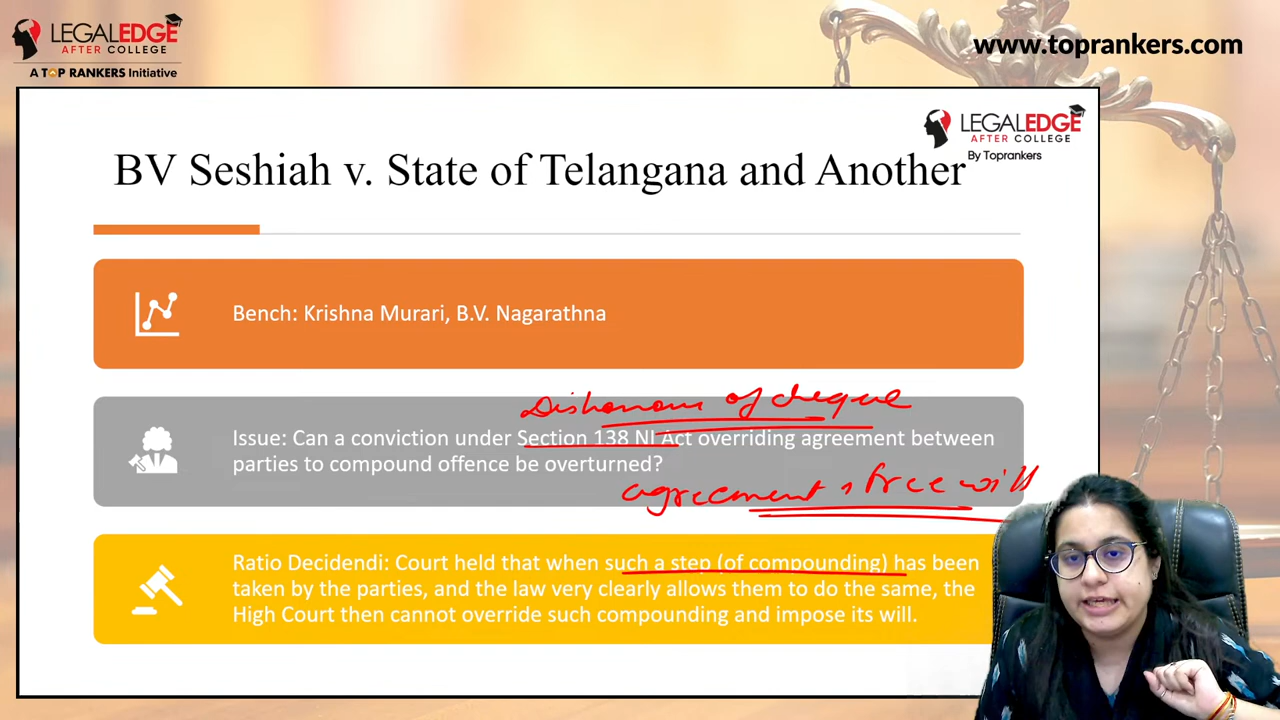 LEGALEDGE
AFTER COLLEGE
A TOP RANKERS Initiative
www.toprankers.com
LEGALEDGE
AFTER COLLEGE
By Toprankers
BV Seshiah v. State of Telangana and Another
Bench: Krishna Murari, B.V. Nagarathna
Dishonour of cheque
Issue: Can a conviction under Section 138 NI Act overriding agreement between
parties to compound offence be overturned?
agreement, free will
Ratio Decidendi: Court held that when such a step (of compounding) has been
taken by the parties, and the law very clearly allows them to do the same, the
High Court then cannot override such compounding and impose its will.